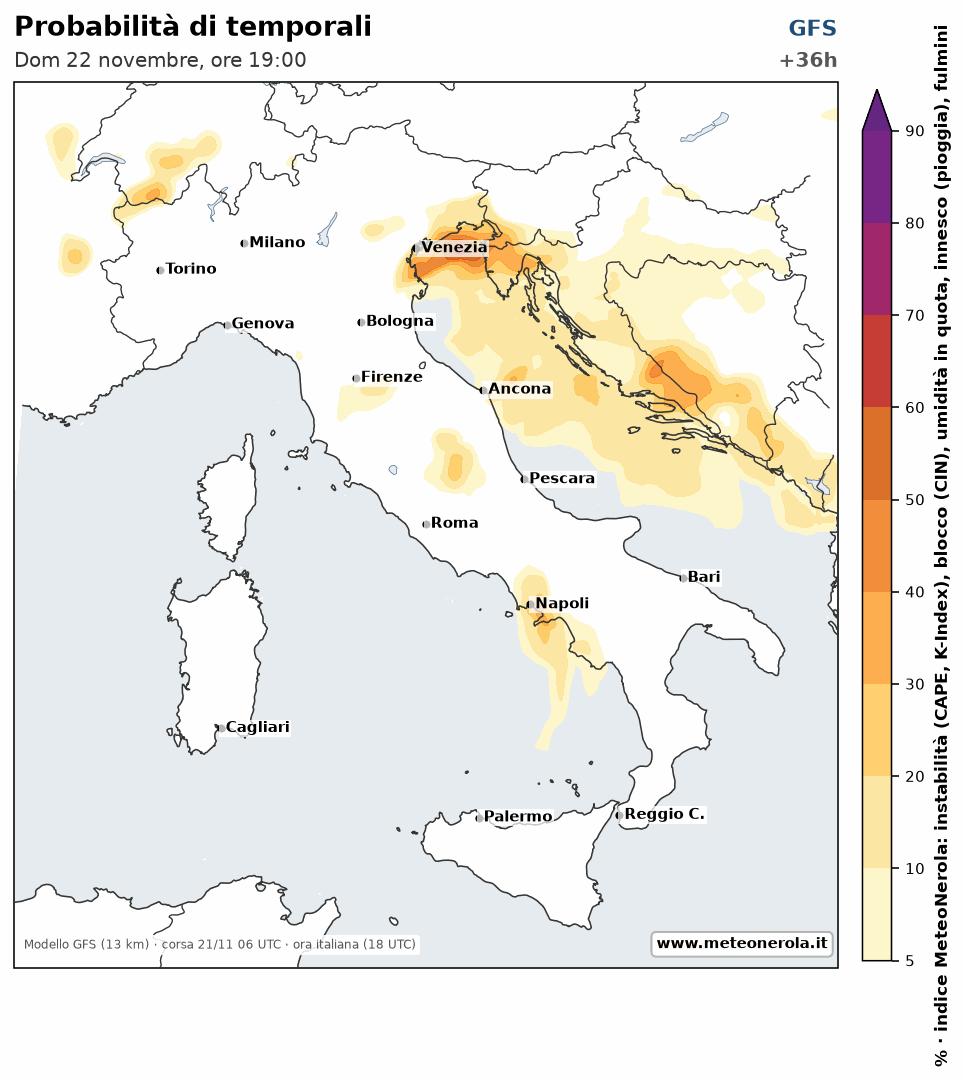 Probabilità di temporali
GFS
Dom 22 novembre, ore 19:00
+36h
90
80
70
60
50
40
30
20
10
5
% · indice MeteoNerola: instabilità (CAPE, K-Index), blocco (CIN), umidità in quota, innesco (pioggia), fulmini
Milano
Venezia
Torino
Genova
Bologna
Firenze
Ancona
Pescara
Roma
Bari
Napoli
Cagliari
Palermo
Reggio C.
Modello GFS (13 km) · corsa 21/11 06 UTC · ora italiana (18 UTC)
www.meteonerola.it